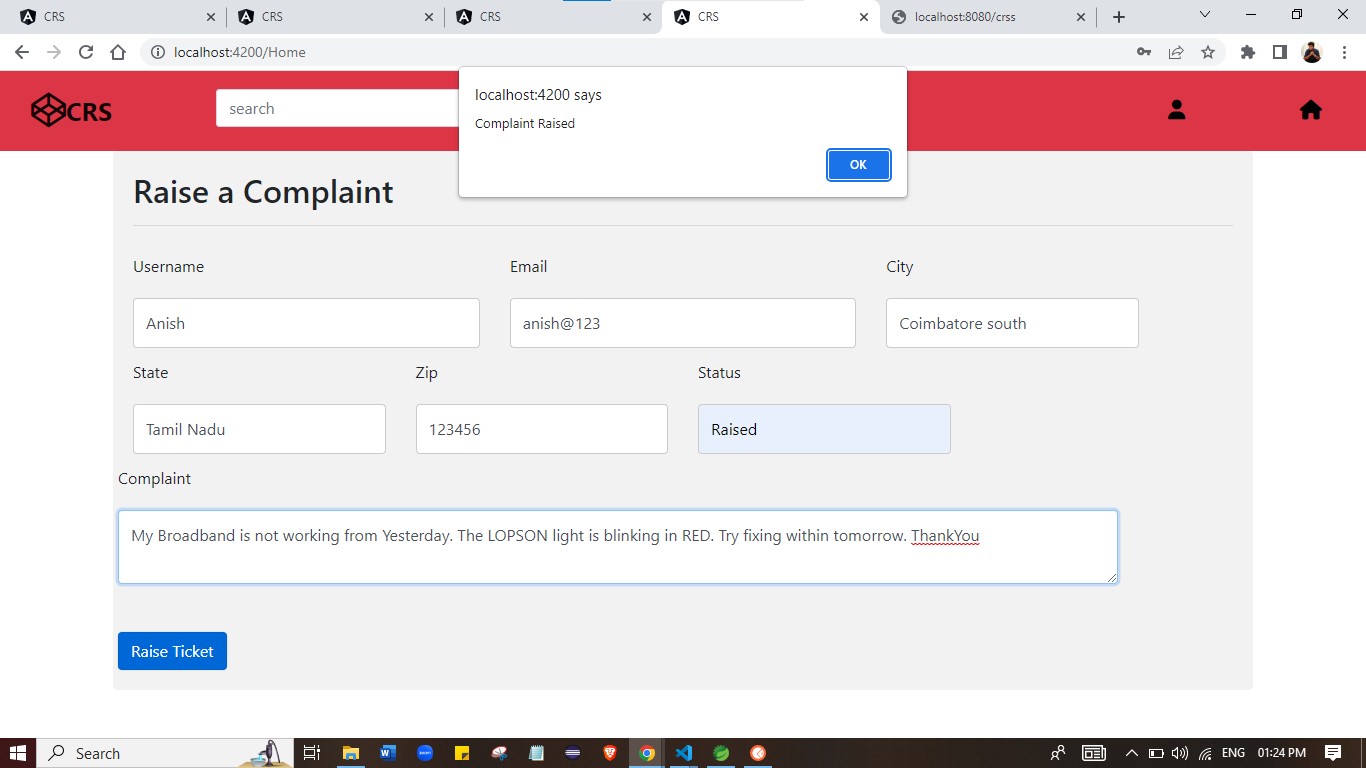 CRS
CRS
CRS
CRS
localhost:8080/crss
localhost:4200/Home
CRS
search
localhost:4200 says
Complaint Raised
OK
Raise a Complaint
Username
Email
City
Anish
anish@123
Coimbatore south
State
Zip
Status
Tamil Nadu
123456
Raised
Complaint
My Broadband is not working from Yesterday. The LOPSON light is blinking in RED. Try fixing within tomorrow. ThankYou
Raise Ticket
Search
ENG
01:24 PM